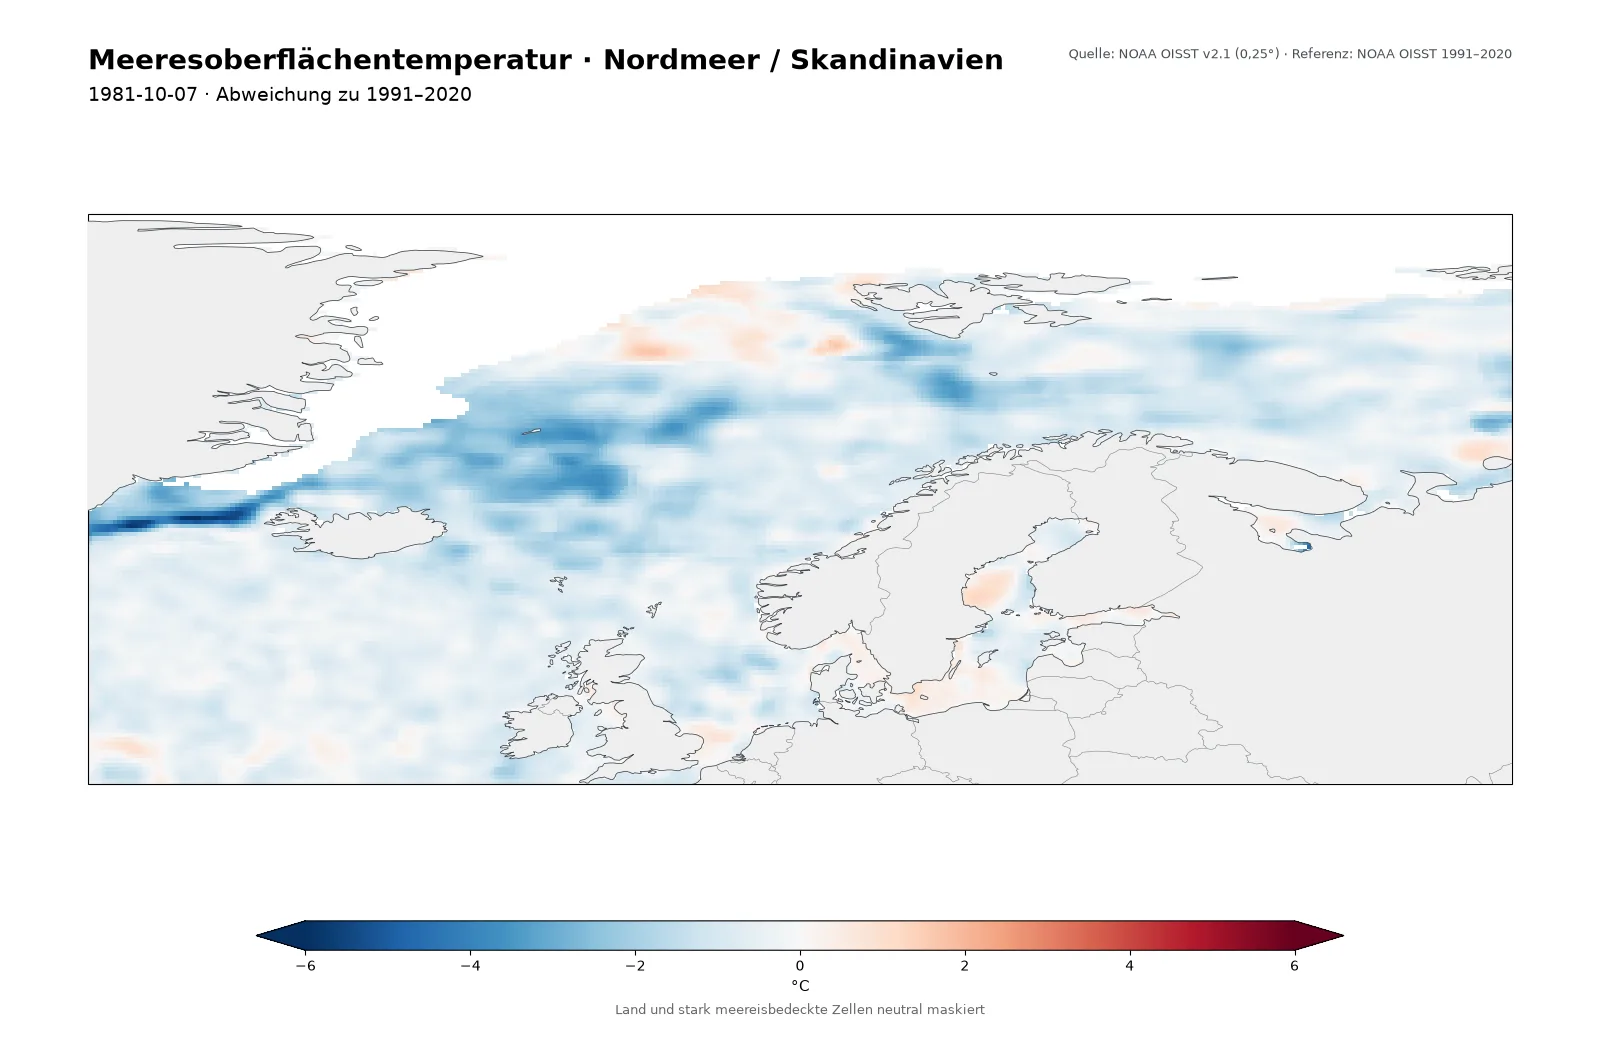 Meeresoberflächentemperatur · Nordmeer / Skandinavien
Quelle: NOAA OISST v2.1 (0,25°) · Referenz: NOAA OISST 1991–2020
1981-10-07 · Abweichung zu 1991–2020
−6 −4 −2 0 2 4 6
°C
Land und stark meereisbedeckte Zellen neutral maskiert